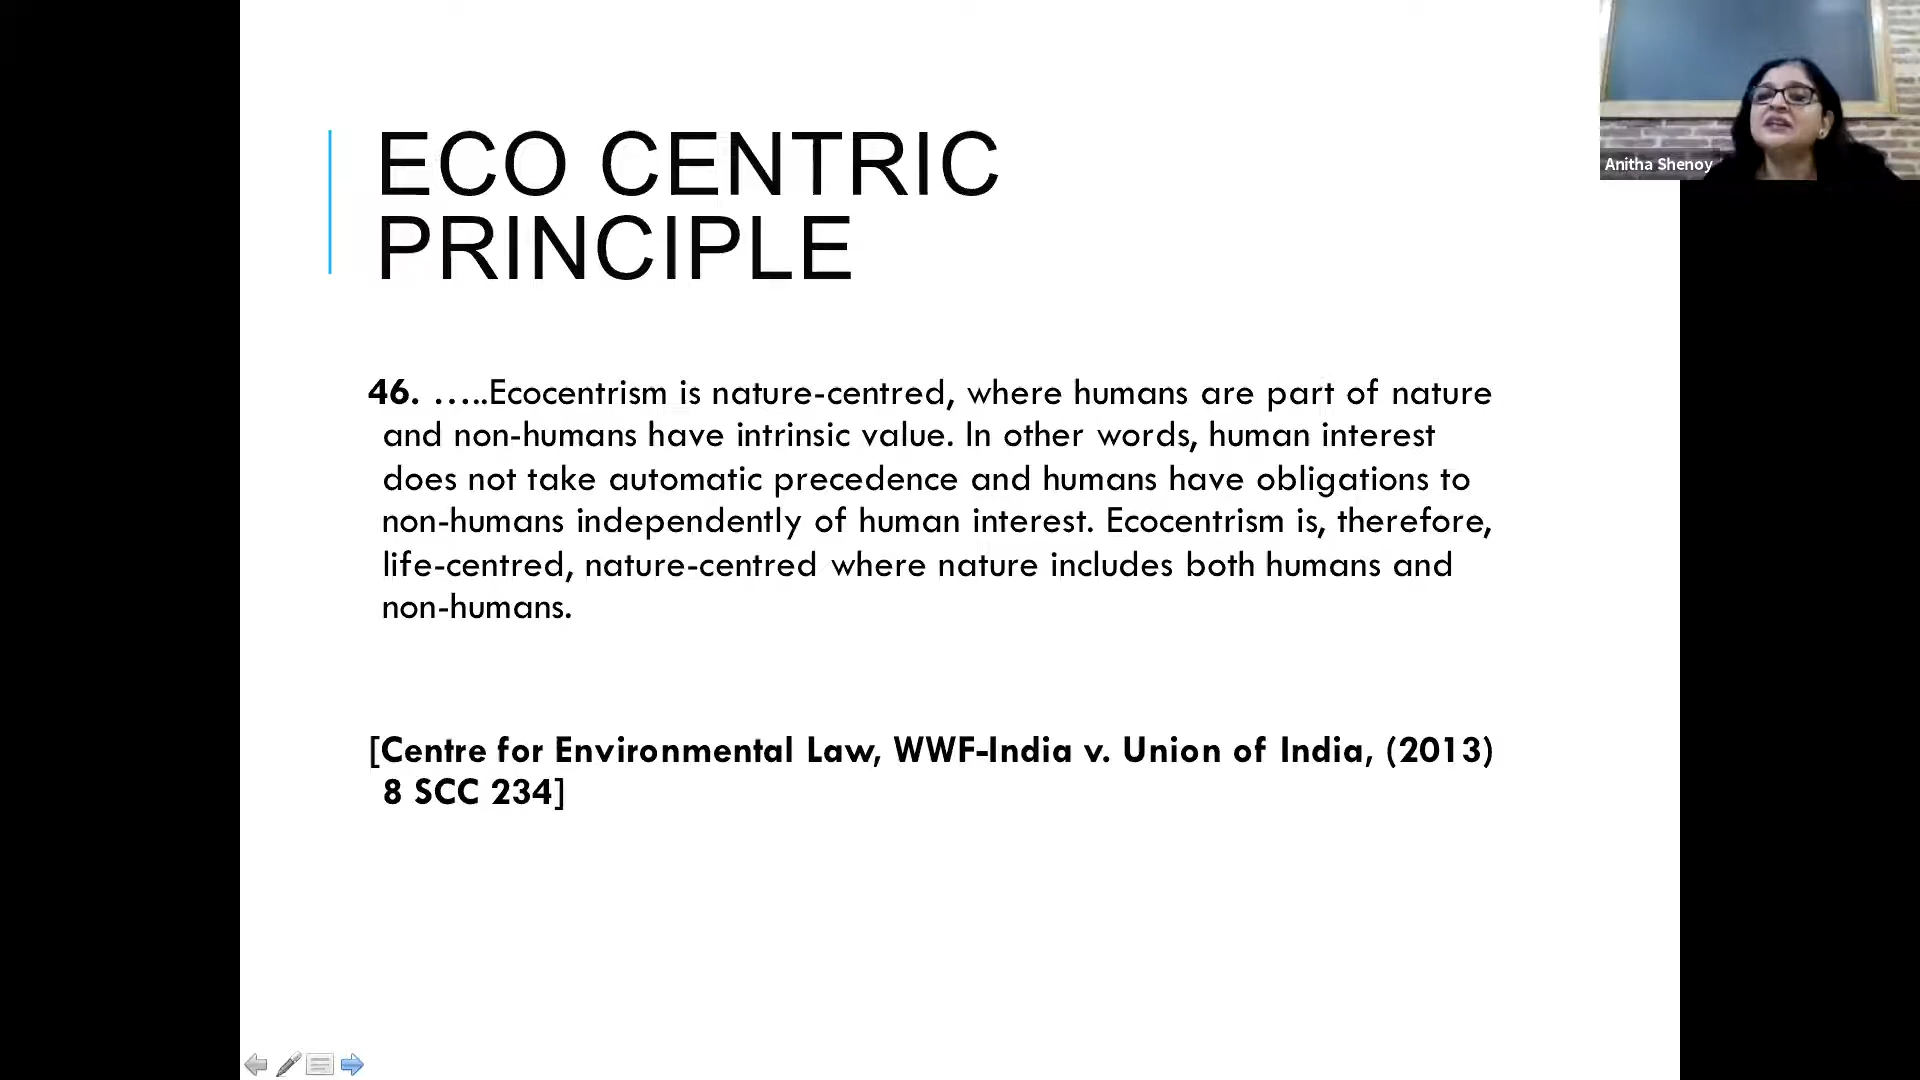 ECO CENTRIC
PRINCIPLE
46. …..Ecocentrism is nature-centred, where humans are part of nature
and non-humans have intrinsic value. In other words, human interest
does not take automatic precedence and humans have obligations to
non-humans independently of human interest. Ecocentrism is, therefore,
life-centred, nature-centred where nature includes both humans and
non-humans.
[Centre for Environmental Law, WWF-India v. Union of India, (2013)
8 SCC 234]
Anitha Shenoy